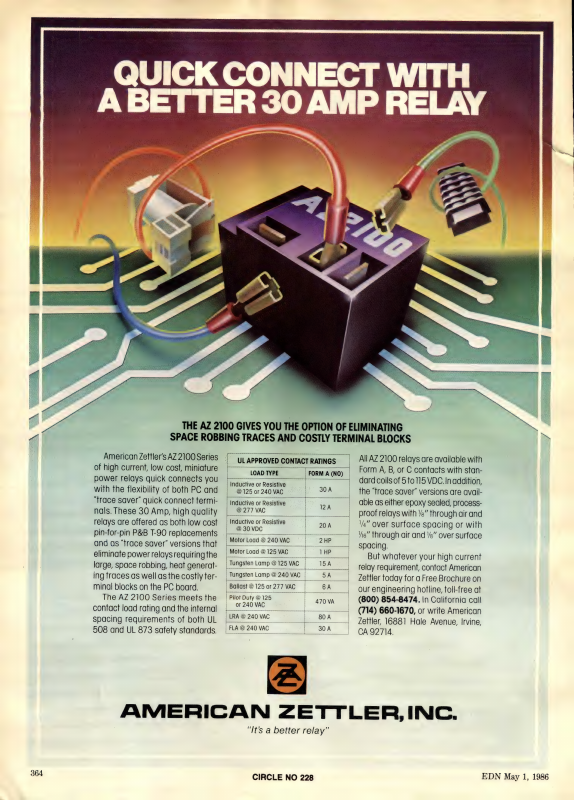 QUICK CONNECT WITH
A BETTER 30 AMP RELAY
AZ2100
THE AZ 2100 GIVES YOU THE OPTION OF ELIMINATING
SPACE ROBBING TRACES AND COSTLY TERMINAL BLOCKS
American Zettler's AZ 2100 Series
of high current, low cost, miniature
power relays quick connects you
with the flexibility of both PC and
"trace saver" quick connect termi-
nals. These 30 Amp, high quality
relays are offered as both low cost
pin-for-pin P&B T-90 replacements
and as "trace saver" versions that
eliminate power relays requiring the
large, space robbing, heat generat-
ing traces as well as the costly ter-
minal blocks on the PC board.
The AZ 2100 Series meets the
contact load rating and the internal
spacing requirements of both UL
508 and UL 873 safety standards.
UL APPROVED CONTACT RATINGS
LOAD TYPE FORM A (NO)
Inductive or Resistive
@ 125 or 240 VAC 30 A
Inductive or Resistive
@ 277 VAC 12 A
Inductive or Resistive
@ 30 VDC 20 A
Motor Load @ 240 VAC 2 HP
Motor Load @ 125 VAC 1 HP
Tungsten Lamp @ 125 VAC 15 A
Tungsten Lamp @ 240 VAC 5 A
Ballast @ 125 or 277 VAC 6 A
Pilot Duty @ 125
or 240 VAC 470 VA
LRA @ 240 VAC 80 A
FLA @ 240 VAC 30 A
All AZ 2100 relays are available with
Form A, B, or C contacts with stan-
dard coils of 5 to 115 VDC. In addition,
the "trace saver" versions are avail-
able as either epoxy sealed, process-
proof relays with 1/8" through air and
1/4" over surface spacing or with
through air and over surface
spacing.
But whatever your high current
relay requirement, contact American
Zettler today for a Free Brochure on
our engineering hotline, toll-free at
(800) 854-8474. In California call
(714) 660-1670, or write American
Zettler, 16881 Hale Avenue, Irvine,
CA 92714.
AMERICAN ZETTLER, INC.
"It's a better relay"
364
CIRCLE NO 228
EDN May 1, 1986